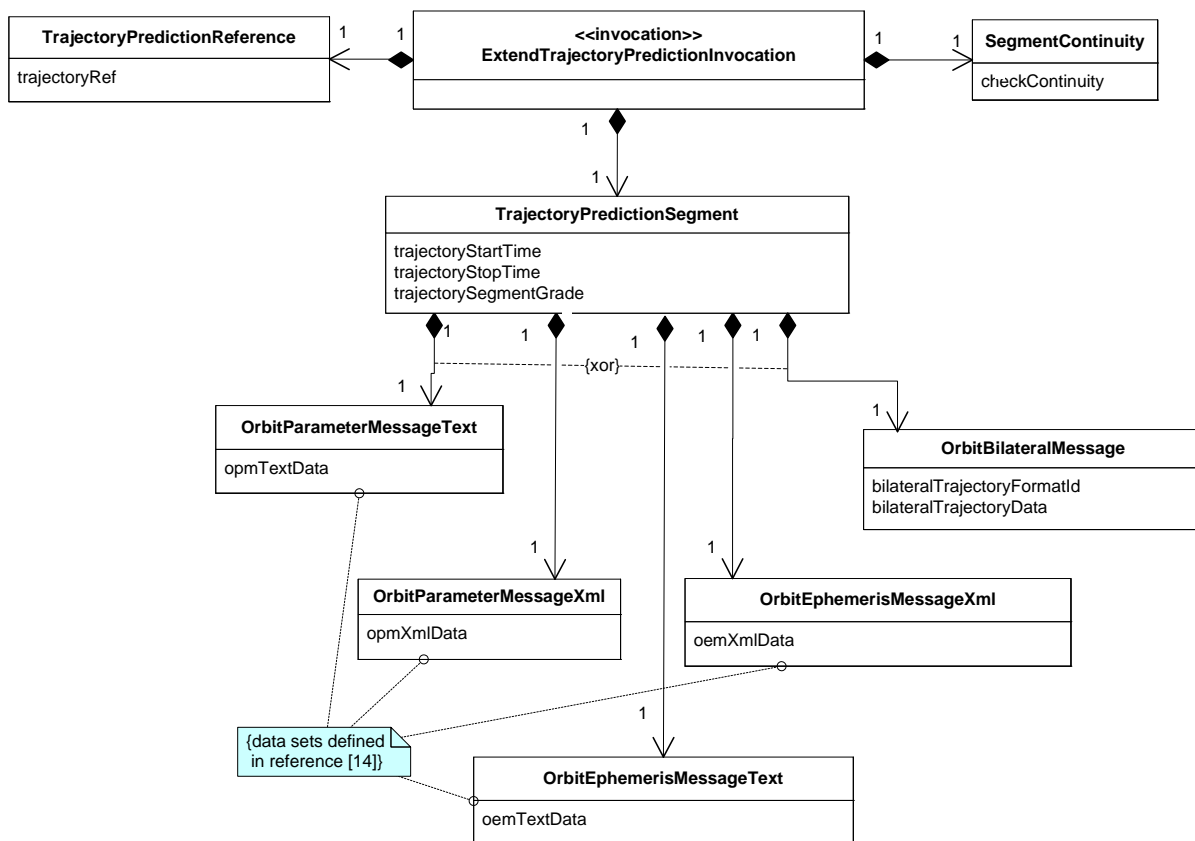 TrajectoryPredictionReference
trajectoryRef
1
1
<<invocation>>
ExtendTrajectoryPredictionInvocation
1
1
SegmentContinuity
checkContinuity
1
1
TrajectoryPredictionSegment
trajectoryStartTime
trajectoryStopTime
trajectorySegmentGrade
1
1
1
1
1
{xor}
1
OrbitParameterMessageText
opmTextData
1
OrbitBilateralMessage
bilateralTrajectoryFormatId
bilateralTrajectoryData
1
OrbitParameterMessageXml
opmXmlData
1
OrbitEphemerisMessageXml
oemXmlData
{data sets defined
in reference [14]}
1
OrbitEphemerisMessageText
oemTextData